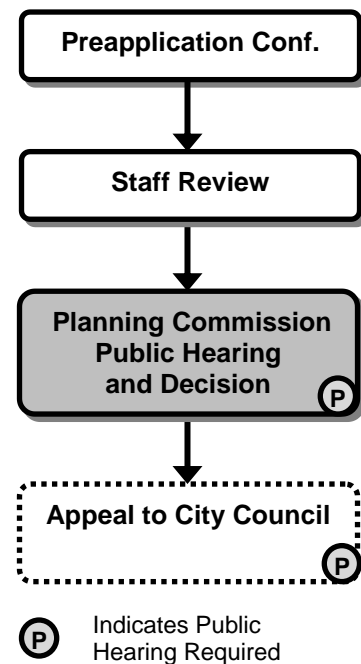 Preapplication Conf.
Staff Review
Planning Commission
Public Hearing
and Decision
P
Appeal to City Council
P
P
Indicates Public
Hearing Required